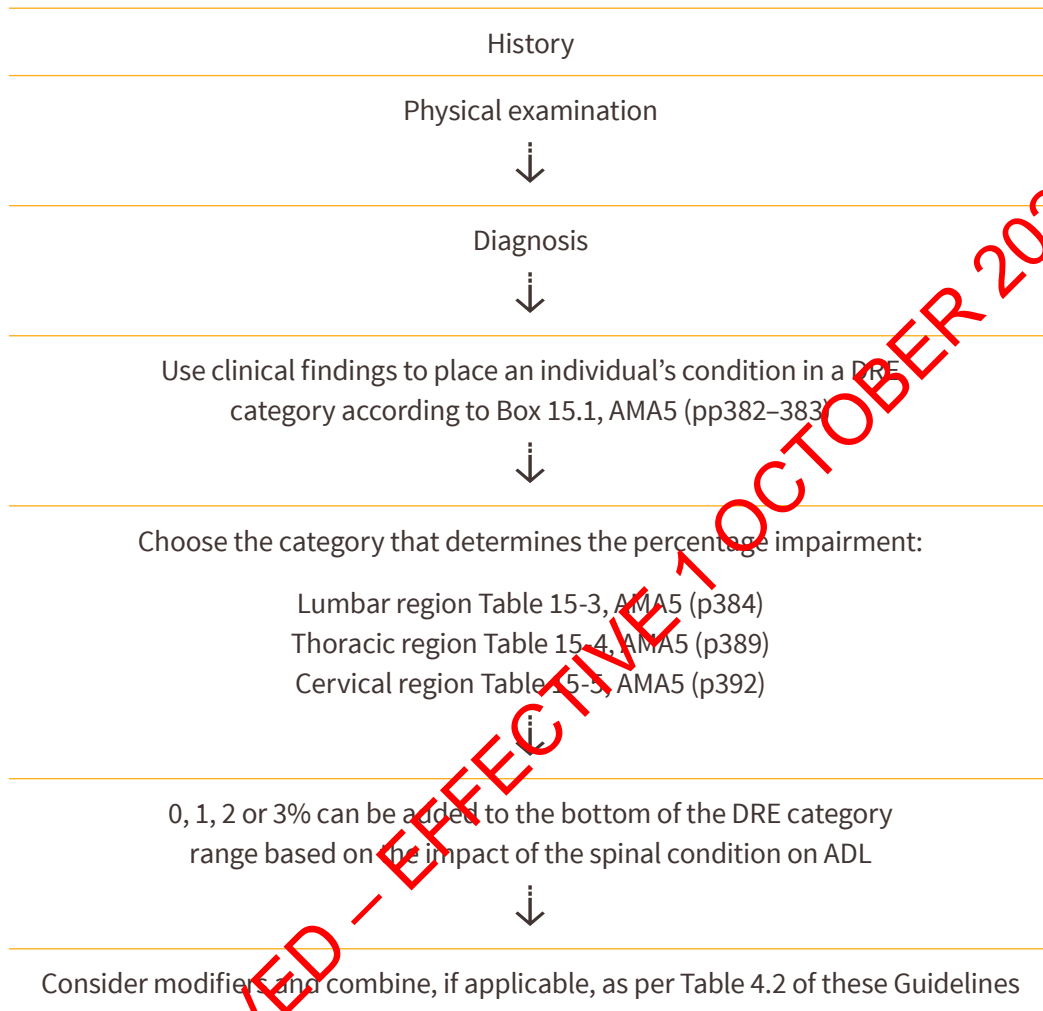 History
Physical examination
Diagnosis
Use clinical findings to place an individual’s condition in a DRE
category according to Box 15.1, AMA5 (pp382–383)
Choose the category that determines the percentage impairment:
Lumbar region Table 15-3, AMA5 (p384)
Thoracic region Table 15-4, AMA5 (p389)
Cervical region Table 15-5, AMA5 (p392)
0, 1, 2 or 3% can be added to the bottom of the DRE category
range based on the impact of the spinal condition on ADL
Consider modifiers and combine, if applicable, as per Table 4.2 of these Guidelines
– EFFECTIVE 1 OCTOBER